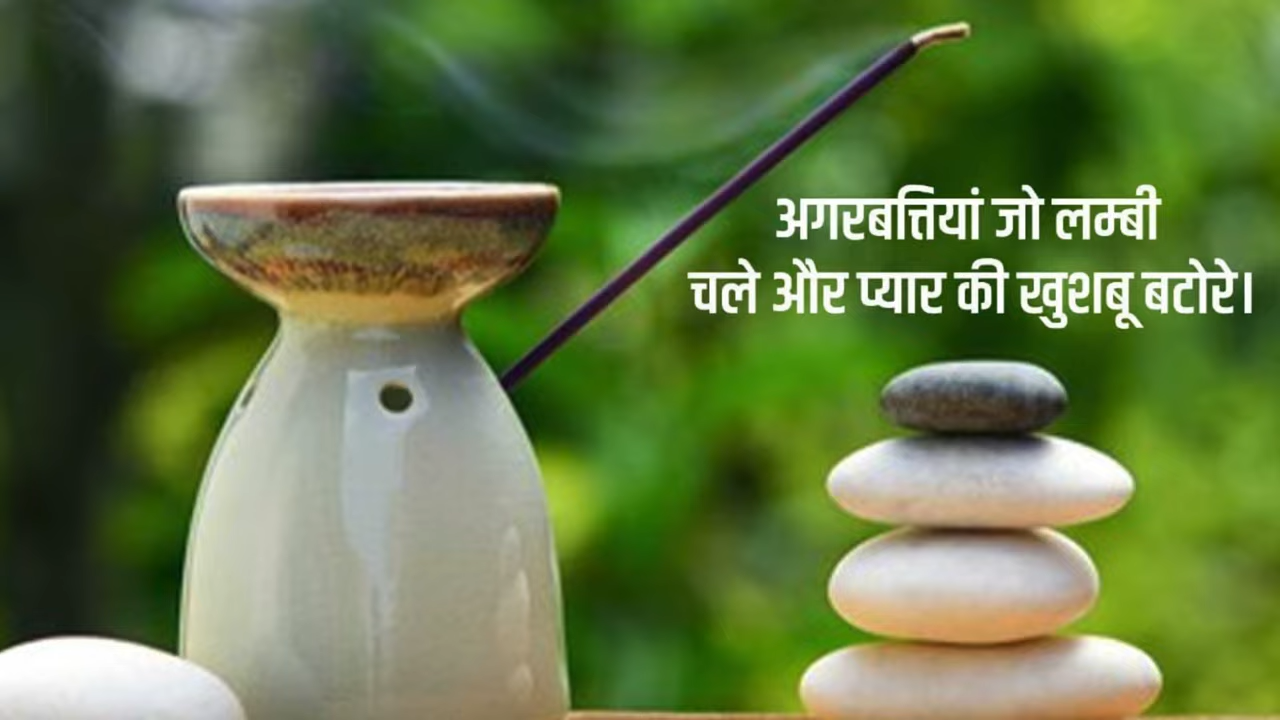 अगरबत्तियां जो लम्बी
चले और प्यार की खुशबू बटोरे।